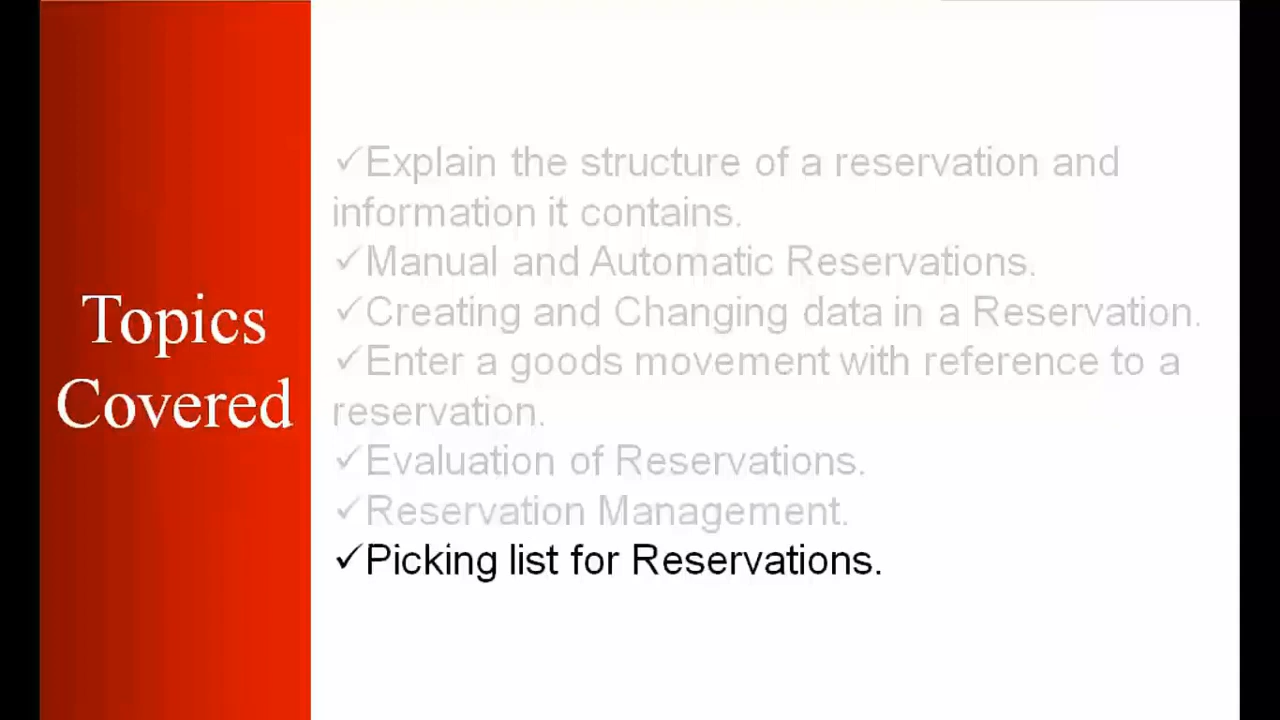 Topics
Covered
✓Explain the structure of a reservation and
information it contains.
✓Manual and Automatic Reservations.
✓Creating and Changing data in a Reservation.
✓Enter a goods movement with reference to a
reservation.
✓Evaluation of Reservations.
✓Reservation Management.
✓Picking list for Reservations.